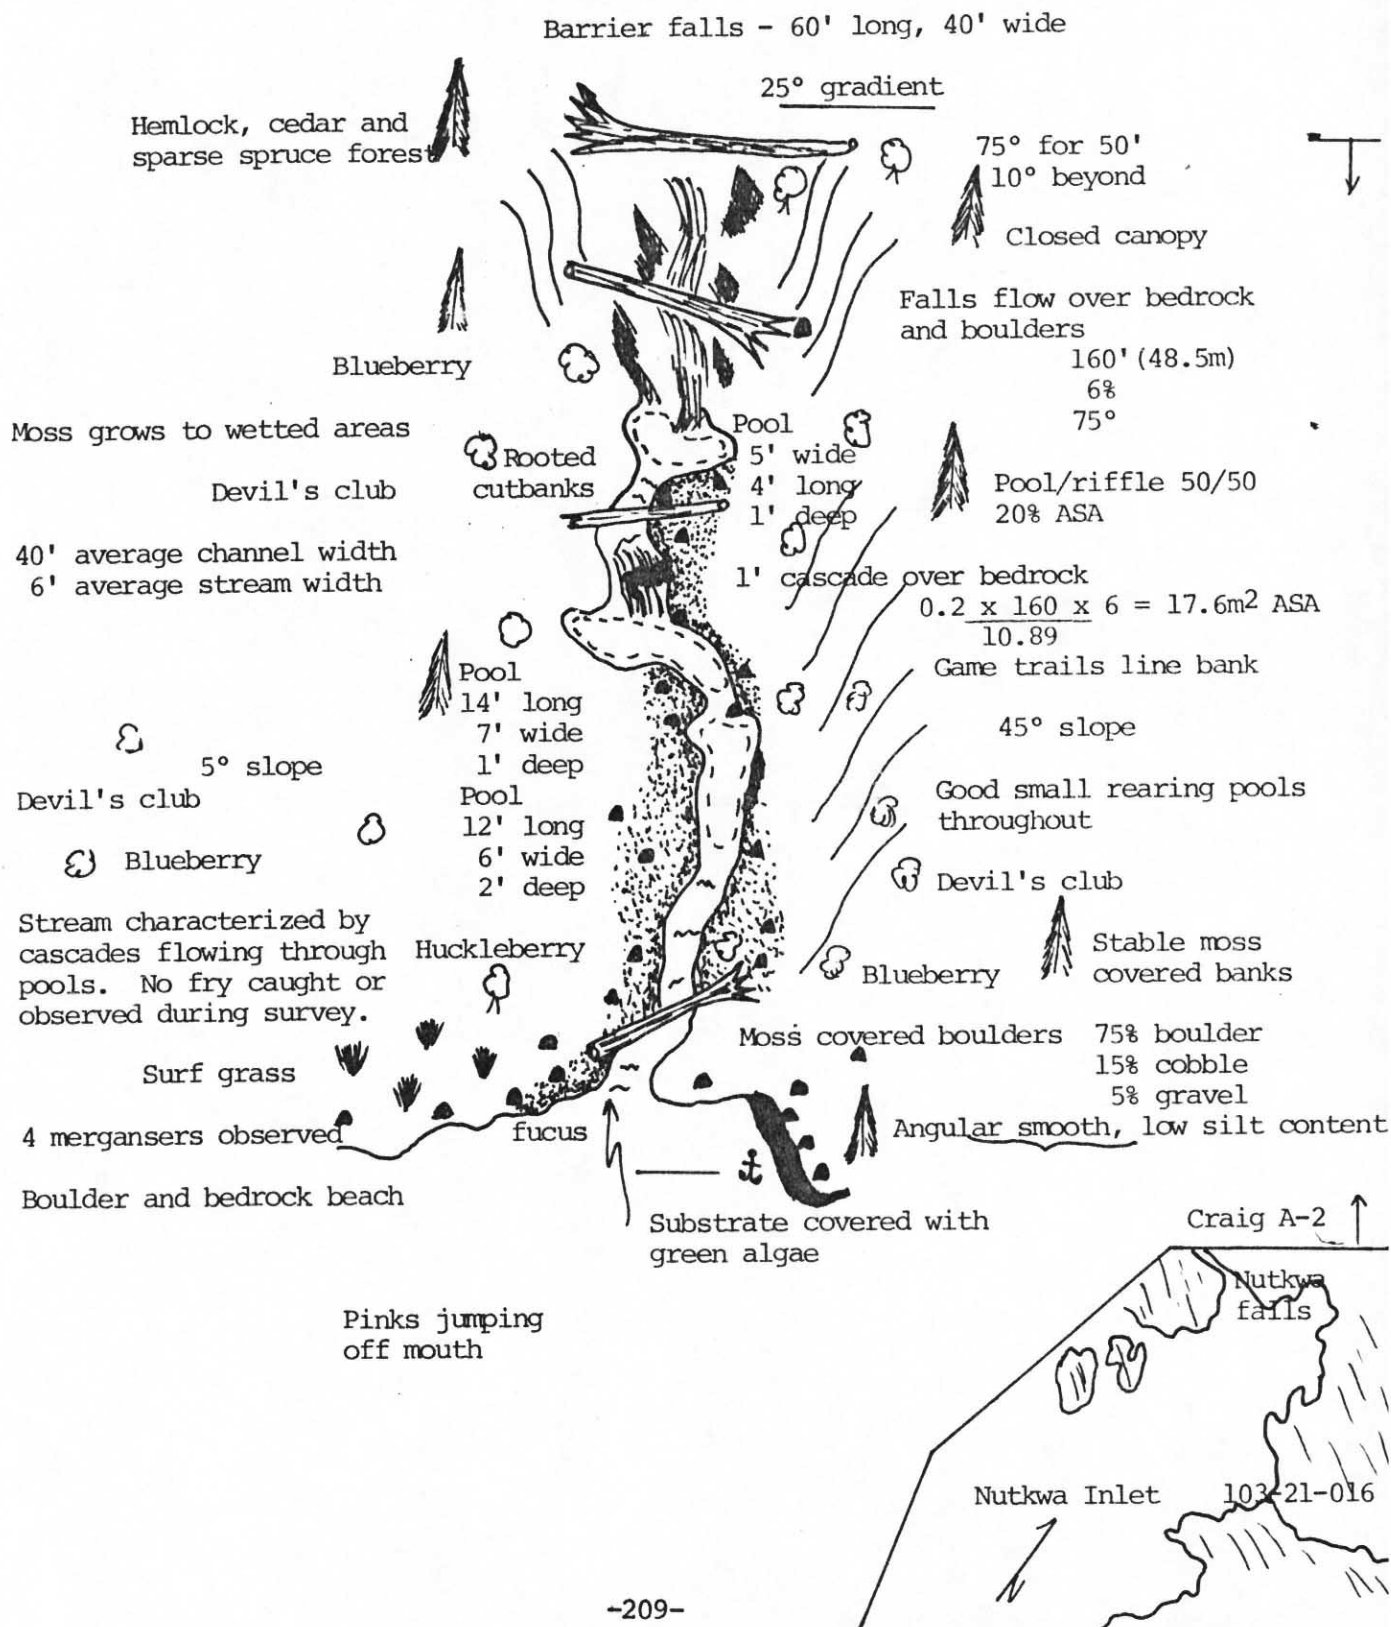 Barrier falls - 60' long, 40' wide
25° gradient
Hemlock, cedar and
sparse spruce forest
75° for 50'
10° beyond
Closed canopy
Falls flow over bedrock
and boulders
160' (48.5m)
6%
75°
Blueberry
Moss grows to wetted areas
Rooted
cutbanks
Pool
5' wide
4' long
1' deep
Devil's club
Pool/riffle 50/50
20% ASA
40' average channel width
6' average stream width
1' cascade over bedrock
0.2 x 160 x 6 = 17.6m² ASA
10.89
Game trails line bank
Pool
14' long
7' wide
1' deep
45° slope
5° slope
Devil's club
Pool
12' long
6' wide
2' deep
Good small rearing pools
throughout
Blueberry
Devil's club
Stream characterized by
cascades flowing through
pools. No fry caught or
observed during survey.
Huckleberry
Blueberry
Stable moss
covered banks
Moss covered boulders
75% boulder
15% cobble
5% gravel
Surf grass
4 mergansers observed
fucus
Angular smooth, low silt content
Boulder and bedrock beach
Substrate covered with
green algae
Craig A-2
Nutkwa
falls
Pinks jumping
off mouth
Nutkwa Inlet
103-21-016
N
-209-